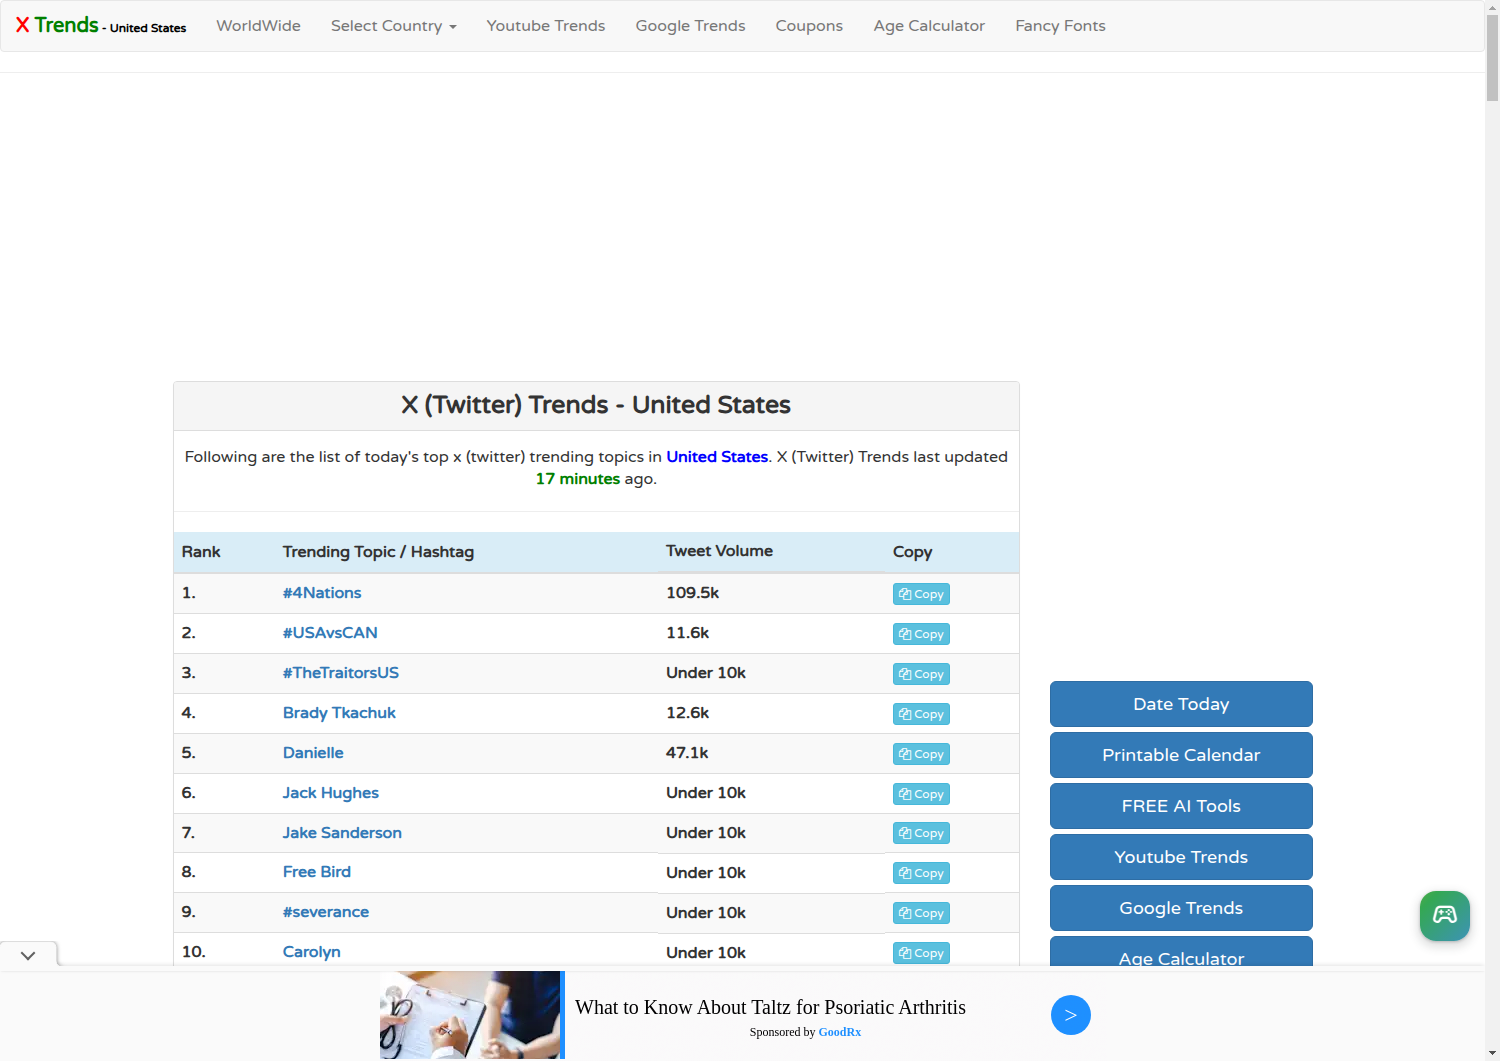 X Trends - United States WorldWide Select Country Youtube Trends Google Trends Coupons Age Calculator Fancy Fonts
X (Twitter) Trends - United States
Following are the list of today's top x (twitter) trending topics in United States. X (Twitter) Trends last updated
17 minutes ago.
Rank Trending Topic / Hashtag Tweet Volume Copy
1. #4Nations 109.5k Copy
2. #USAvsCAN 11.6k Copy
3. #TheTraitorsUS Under 10k Copy
4. Brady Tkachuk 12.6k Copy
5. Danielle 47.1k Copy
6. Jack Hughes Under 10k Copy
7. Jake Sanderson Under 10k Copy
8. Free Bird Under 10k Copy
9. #severance Under 10k Copy
10. Carolyn Under 10k Copy
Date Today
Printable Calendar
FREE AI Tools
Youtube Trends
Google Trends
Age Calculator
What to Know About Taltz for Psoriatic Arthritis
Sponsored by GoodRx
>